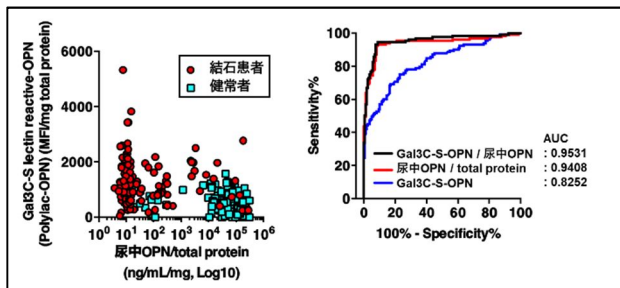 Gal3C-S lectin reactive-OPN
(Polylac-OPN) (MFI/mg total protein)
6000
4000
2000
0
結石患者
健常者
10⁰ 10¹ 10² 10³ 10⁴ 10⁵ 10⁶
尿中OPN/total protein
(ng/mL/mg, Log10)
Sensitivity%
100
80
60
40
20
0
AUC
Gal3C-S-OPN / 尿中OPN : 0.9531
尿中OPN / total protein : 0.9408
Gal3C-S-OPN : 0.8252
0 20 40 60 80 100
100% - Specificity%